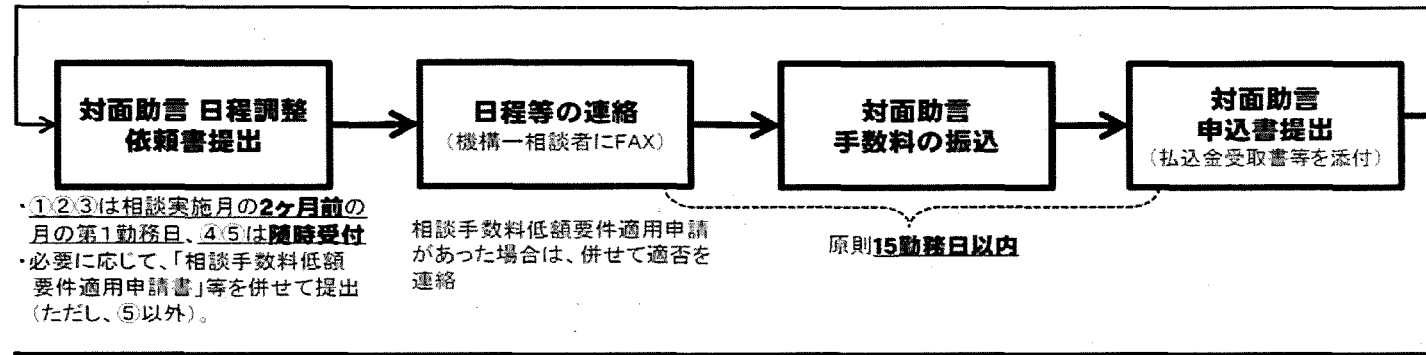 対面助言 日程調整
依頼書提出
日程等の連絡
(機構一相談者にFAX)
対面助言
手数料の振込
対面助言
申込書提出
(払込金受取書等を添付)
・①②③は相談実施月の2ヶ月前の
月の第1勤務日、④⑤は随時受付
・必要に応じて、「相談手数料低額
要件適用申請書」等を併せて提出
(ただし、⑤以外)。
相談手数料低額要件適用申請
があった場合は、併せて適否を
連絡
原則15勤務日以内